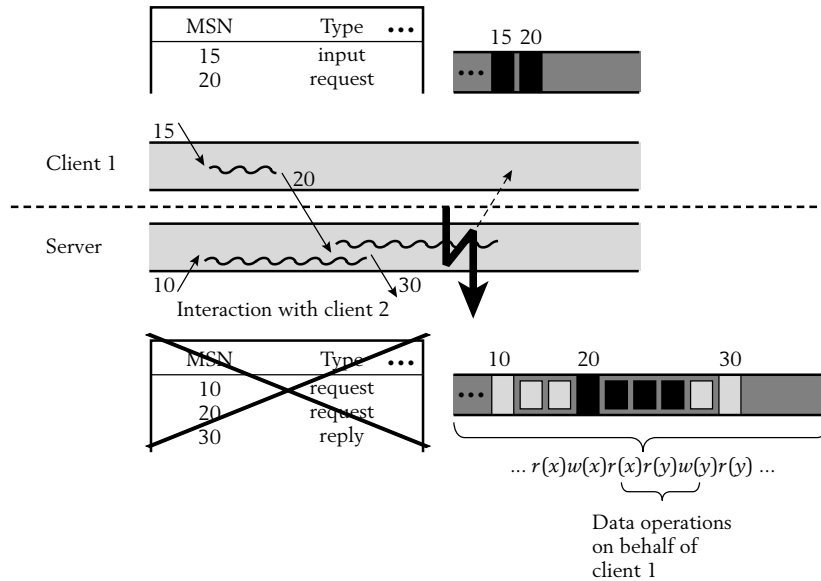 MSN Type •••
15 input
20 request
15 20
•••
15
Client 1
20
Server
10
30
Interaction with client 2
MSN Type •••
10 request
20 request
30 reply
10 20 30
•••
... r(x)w(x)r(x)r(y)w(y)r(y) ...
Data operations
on behalf of
client 1